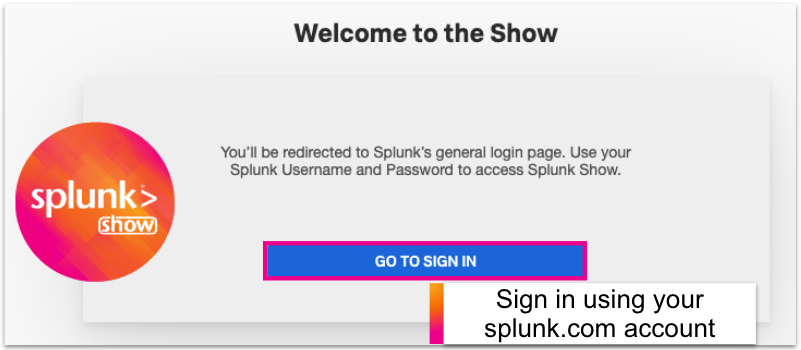 Welcome to the Show
You'll be redirected to Splunk's general login page. Use your
Splunk Username and Password to access Splunk Show.
splunk>
show
GO TO SIGN IN
Sign in using your
splunk.com account